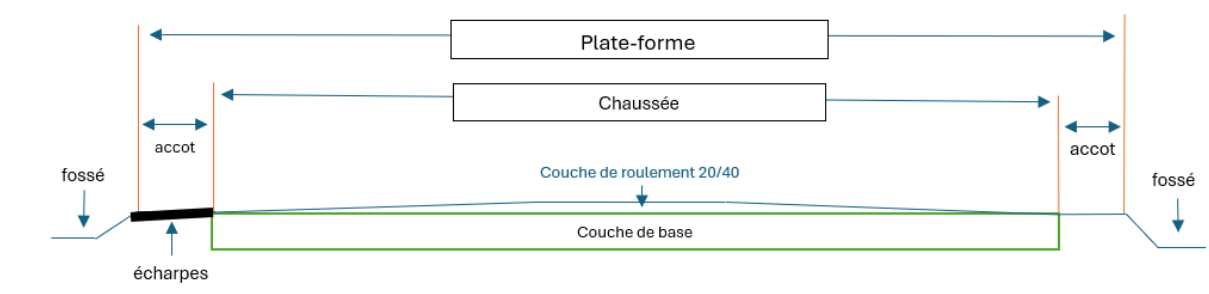 Plate-forme
Chaussée
accot
accot
Couche de roulement 20/40
fossé
fossé
Couche de base
écharpes